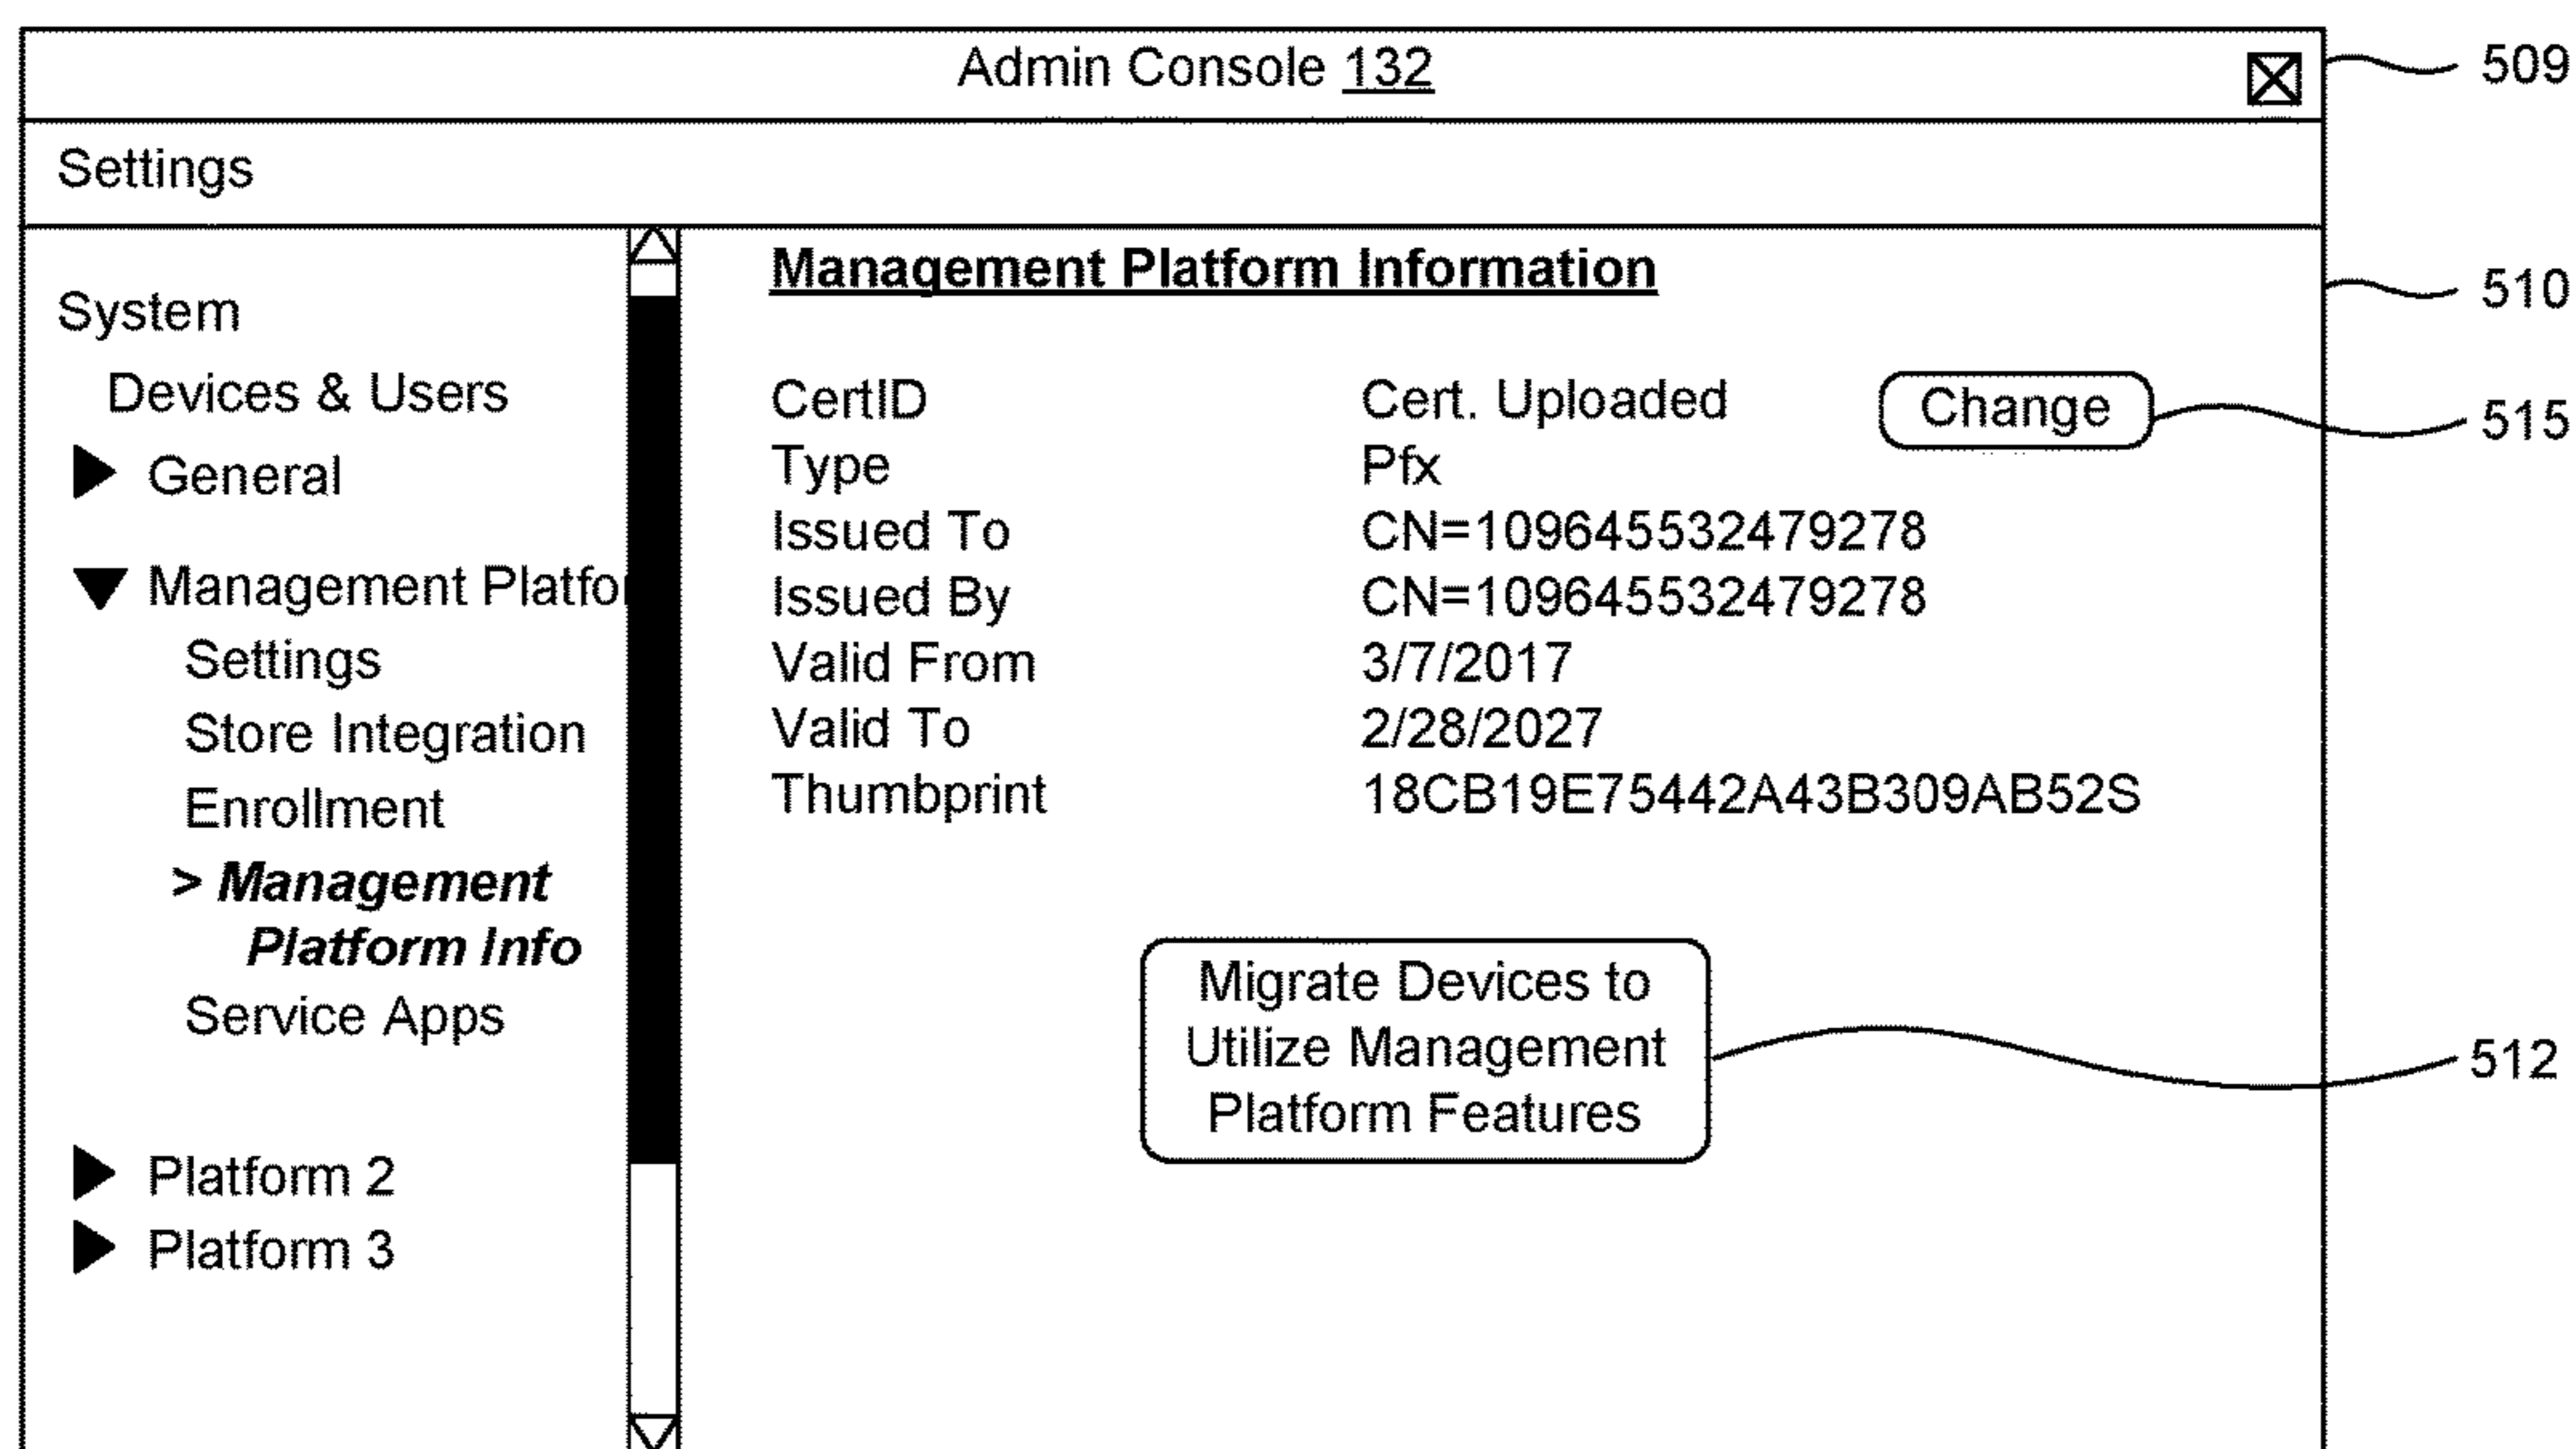 Admin Console 132
509
Settings
System
Devices & Users
General
Management Platfo
Settings
Store Integration
Enrollment
> Management
Platform Info
Service Apps
Platform 2
Platform 3
Management Platform Information
510
CertID Cert. Uploaded Change
515
Type Pfx
Issued To CN=109645532479278
Issued By CN=109645532479278
Valid From 3/7/2017
Valid To 2/28/2027
Thumbprint 18CB19E75442A43B309AB52S
Migrate Devices to
Utilize Management
Platform Features
512